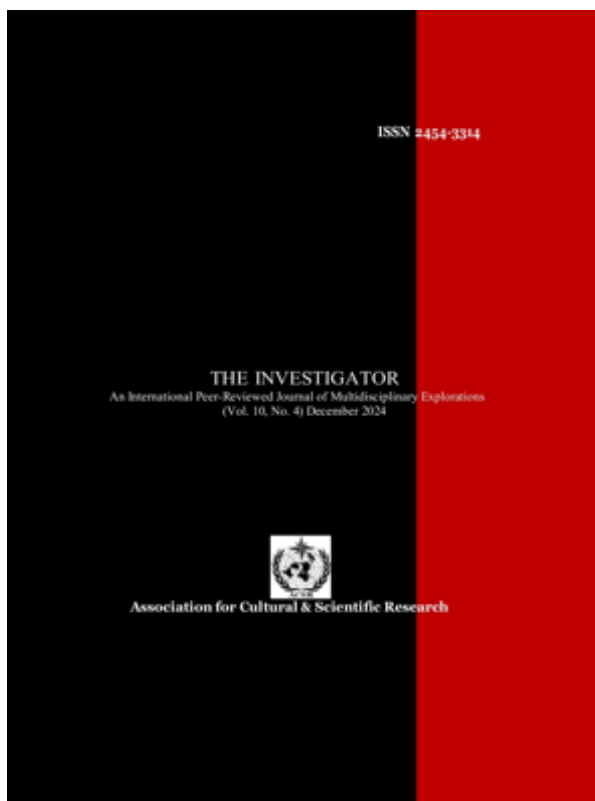 ISSN 2454-3314
THE INVESTIGATOR
An International Peer-Reviewed Journal of Multidisciplinary Explorations
(Vol. 10, No. 4) December 2024
ACSR
Association for Cultural & Scientific Research